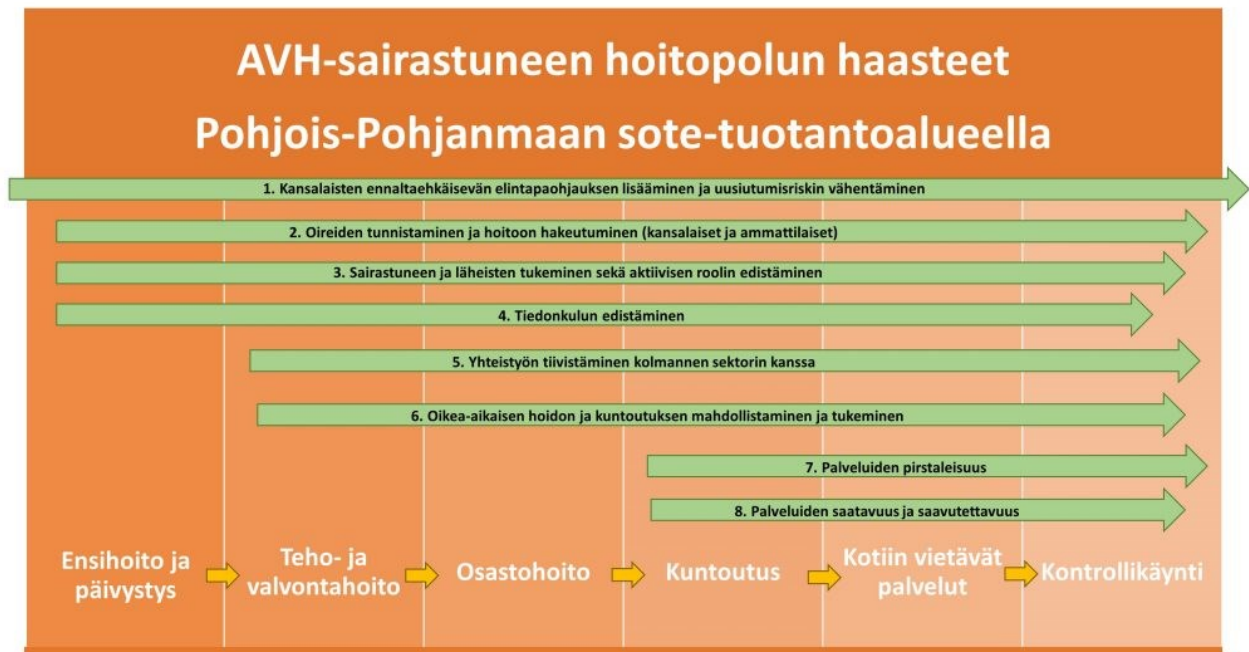 AVH-sairastuneen hoitopolun haasteet
Pohjois-Pohjanmaan sote-tuotantoalueella
1. Kansalaisten ennaltaehkäisevän elintapaohjauksen lisääminen ja uusiutumisriskin vähentäminen
2. Oireiden tunnistaminen ja hoitoon hakeutuminen (kansalaiset ja ammattilaiset)
3. Sairastuneen ja läheisten tukeminen sekä aktiivisen roolin edistäminen
4. Tiedonkulun edistäminen
5. Yhteistyön tiivistäminen kolmannen sektorin kanssa
6. Oikea-aikaisen hoidon ja kuntoutuksen mahdollistaminen ja tukeminen
7. Palveluiden pirstaleisuus
8. Palveluiden saatavuus ja saavutettavuus
Ensihoito ja
päivystys
Teho- ja
valvontahoito
Osastohoito
Kuntoutus
Kotiin vietävät
palvelut
Kontrollikäynti